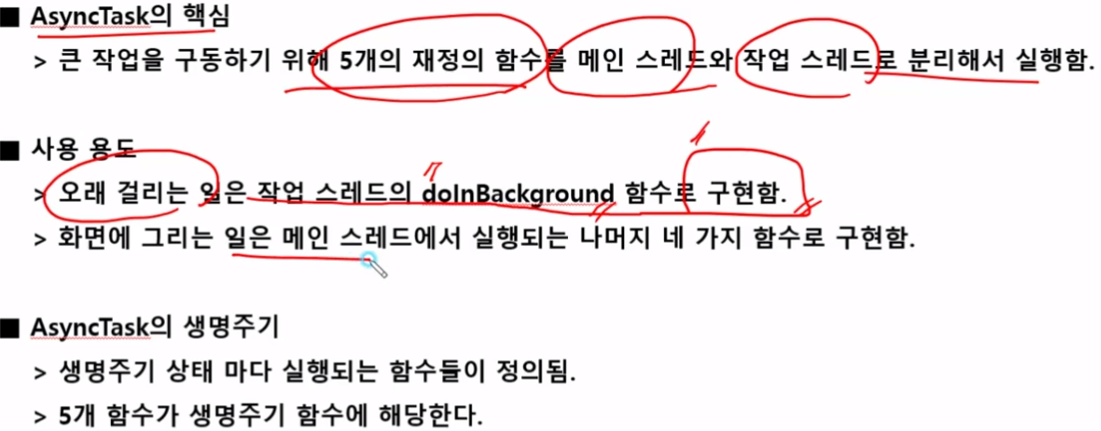 ■ AsyncTask의 핵심
> 큰 작업을 구동하기 위해 5개의 재정의 함수를 메인 스레드와 작업 스레드로 분리해서 실행함.
■ 사용 용도
> 오래 걸리는 일은 작업 스레드의 doInBackground 함수로 구현함.
> 화면에 그리는 일은 메인 스레드에서 실행되는 나머지 네 가지 함수로 구현함.
■ AsyncTask의 생명주기
> 생명주기 상태 마다 실행되는 함수들이 정의됨.
> 5개 함수가 생명주기 함수에 해당한다.